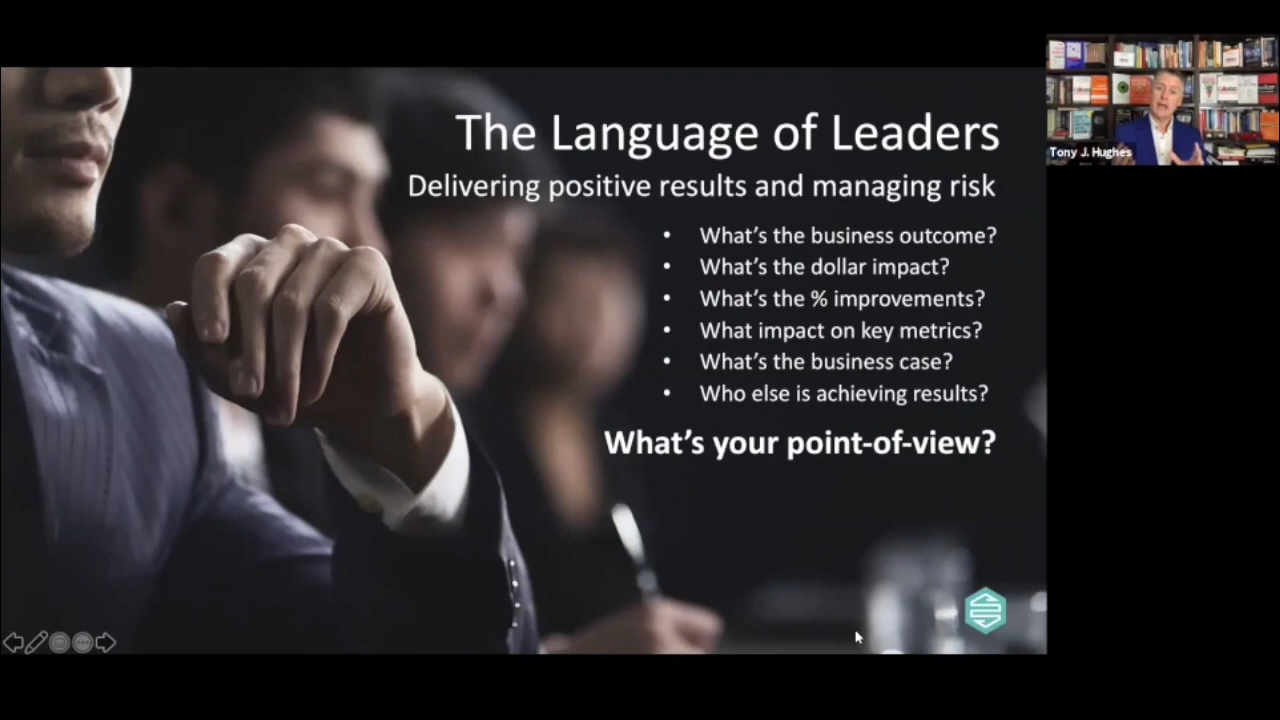 The Language of Leaders
Delivering positive results and managing risk
• What's the business outcome?
• What's the dollar impact?
• What's the % improvements?
• What impact on key metrics?
• What's the business case?
• Who else is achieving results?
What's your point-of-view?
Tony J. Hughes